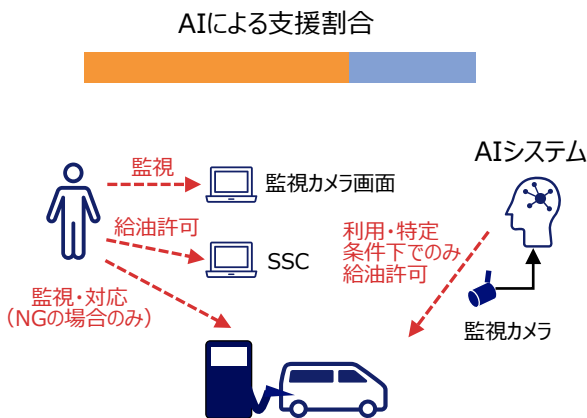 AIによる支援割合
監視
監視カメラ画面
AIシステム
給油許可
SSC
利用・特定
条件下でのみ
給油許可
監視・対応
（NGの場合のみ）
監視カメラ